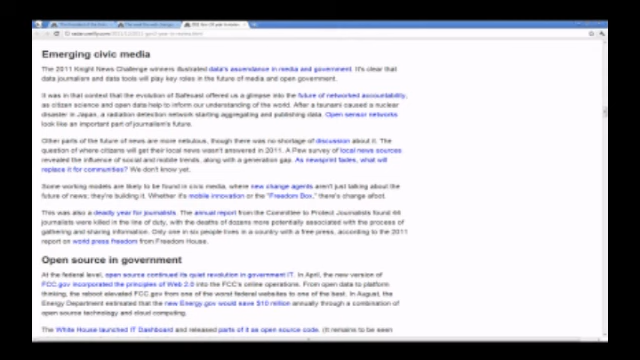 Emerging civic media
The 2011 Knight News Challenge winners illustrated data's ascendance in media and government. It's clear that
data journalism and data tools will play key roles in the future of media and open government.
It was in that context that the evolution of Safecast offered us a glimpse into the future of networked accountability,
as citizen science and open data help to inform our understanding of the world. After a tsunami caused a nuclear
disaster in Japan, a radiation detection network starting aggregating and publishing data. Open sensor networks
look like an important part of journalism's future.
Other parts of the future of news are more nebulous, though there was no shortage of discussion about it. The
question of where citizens will get their local news wasn't answered in 2011. A Pew survey of local news sources
revealed the influence of social and mobile trends, along with a generation gap. As newsprint fades, what will
replace it for communities? We don't know yet.
Some working models are likely to be found in civic media, where new change agents aren't just talking about the
future of news; they're building it. Whether it's mobile innovation or the "Freedom Box," there's change afoot.
This was also a deadly year for journalists. The annual report from the Committee to Protect Journalists found 44
journalists were killed in the line of duty, with the deaths of dozens more potentially associated with the process of
gathering and sharing information. Only one in six people lives in a country with a free press, according to the 2011
report on world press freedom from Freedom House.
Open source in government
At the federal level, open source continued its quiet revolution in government IT. In April, the new version of
FCC.gov incorporated the principles of Web 2.0 into the FCC's online operations. From open data to platform
thinking, the reboot elevated FCC.gov from one of the worst federal websites to one of the best. In August, the
Energy Department estimated that the new Energy.gov would save $10 million annually through a combination of
open source technology and cloud computing.
The White House launched IT Dashboard and released parts of it as open source code. (It remains to be seen